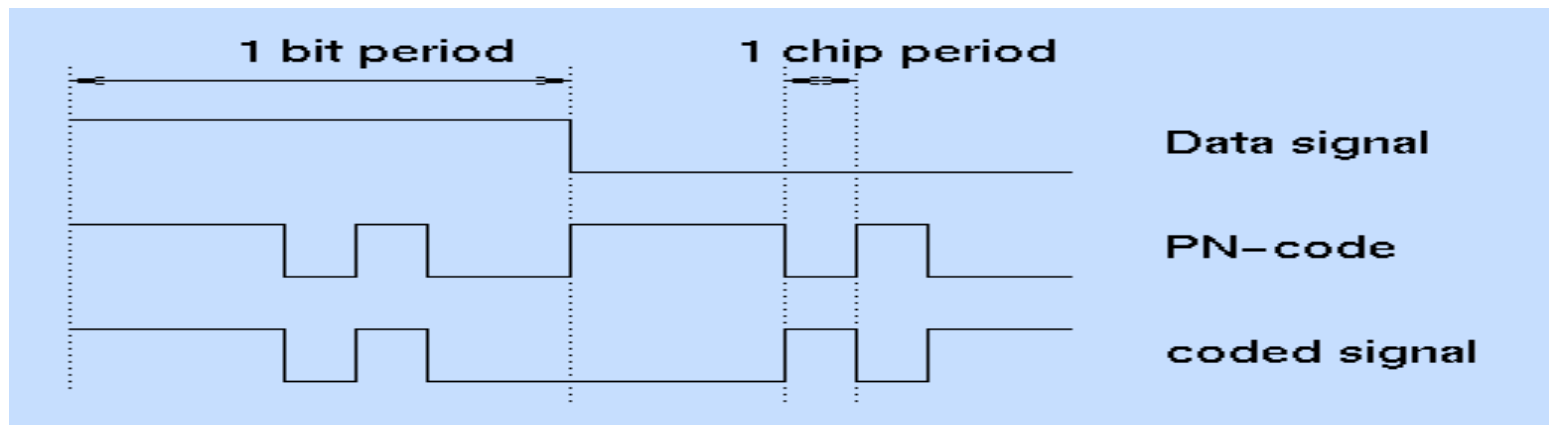 1 bit period 1 chip period
Data signal
PN-code
coded signal